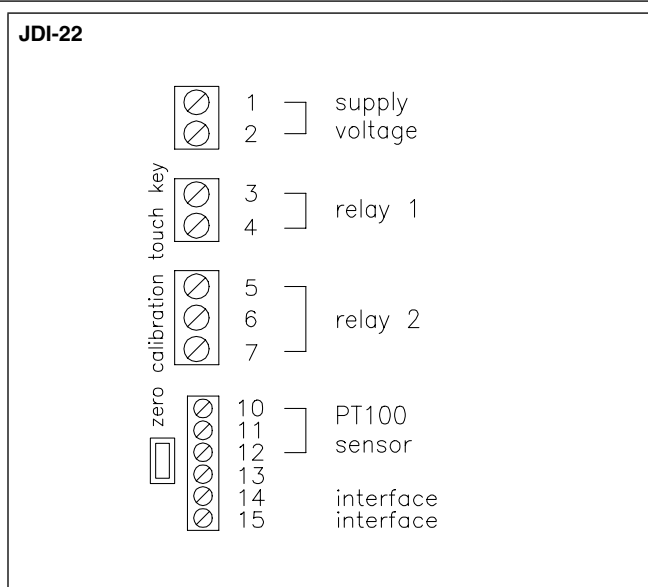 JDI-22
1
supply
2
voltage
3
relay 1
4
5
6
relay 2
7
10
PT100
11
sensor
12
13
14
interface
15
interface
zero calibration touch key